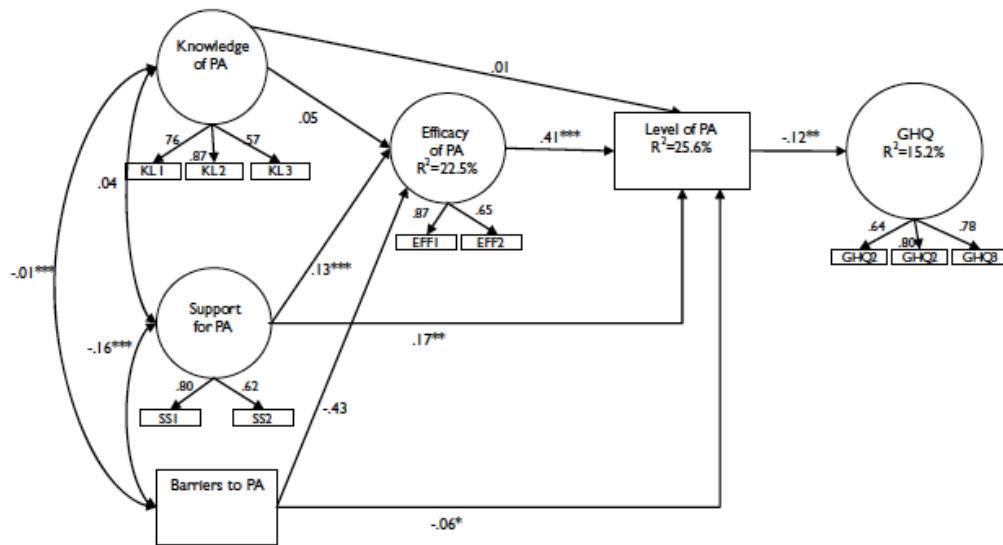 Knowledge
of PA
.01
.05
Efficacy
of PA
R²=22.5%
.41***
Level of PA
R²=25.6%
-.12**
GHQ
R²=15.2%
.76
.87
.57
KL1
KL2
KL3
.04
.87
.65
EFF1
EFF2
.64
.80
.78
GHQ2
GHQ2
GHQ3
-.01***
.13***
Support
for PA
-.16***
.17**
.80
.62
SS1
SS2
-.43
Barriers to PA
-.06*